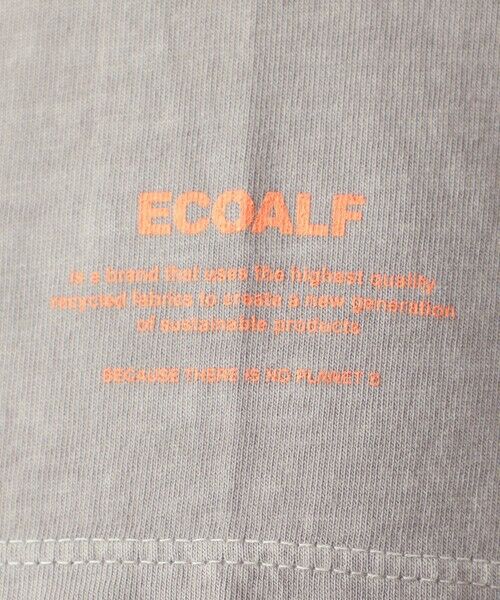 ECOALF
is a brand that uses the highest quality
recycled fabrics to create a new generation
of sustainable products
BECAUSE THERE IS NO PLANET B